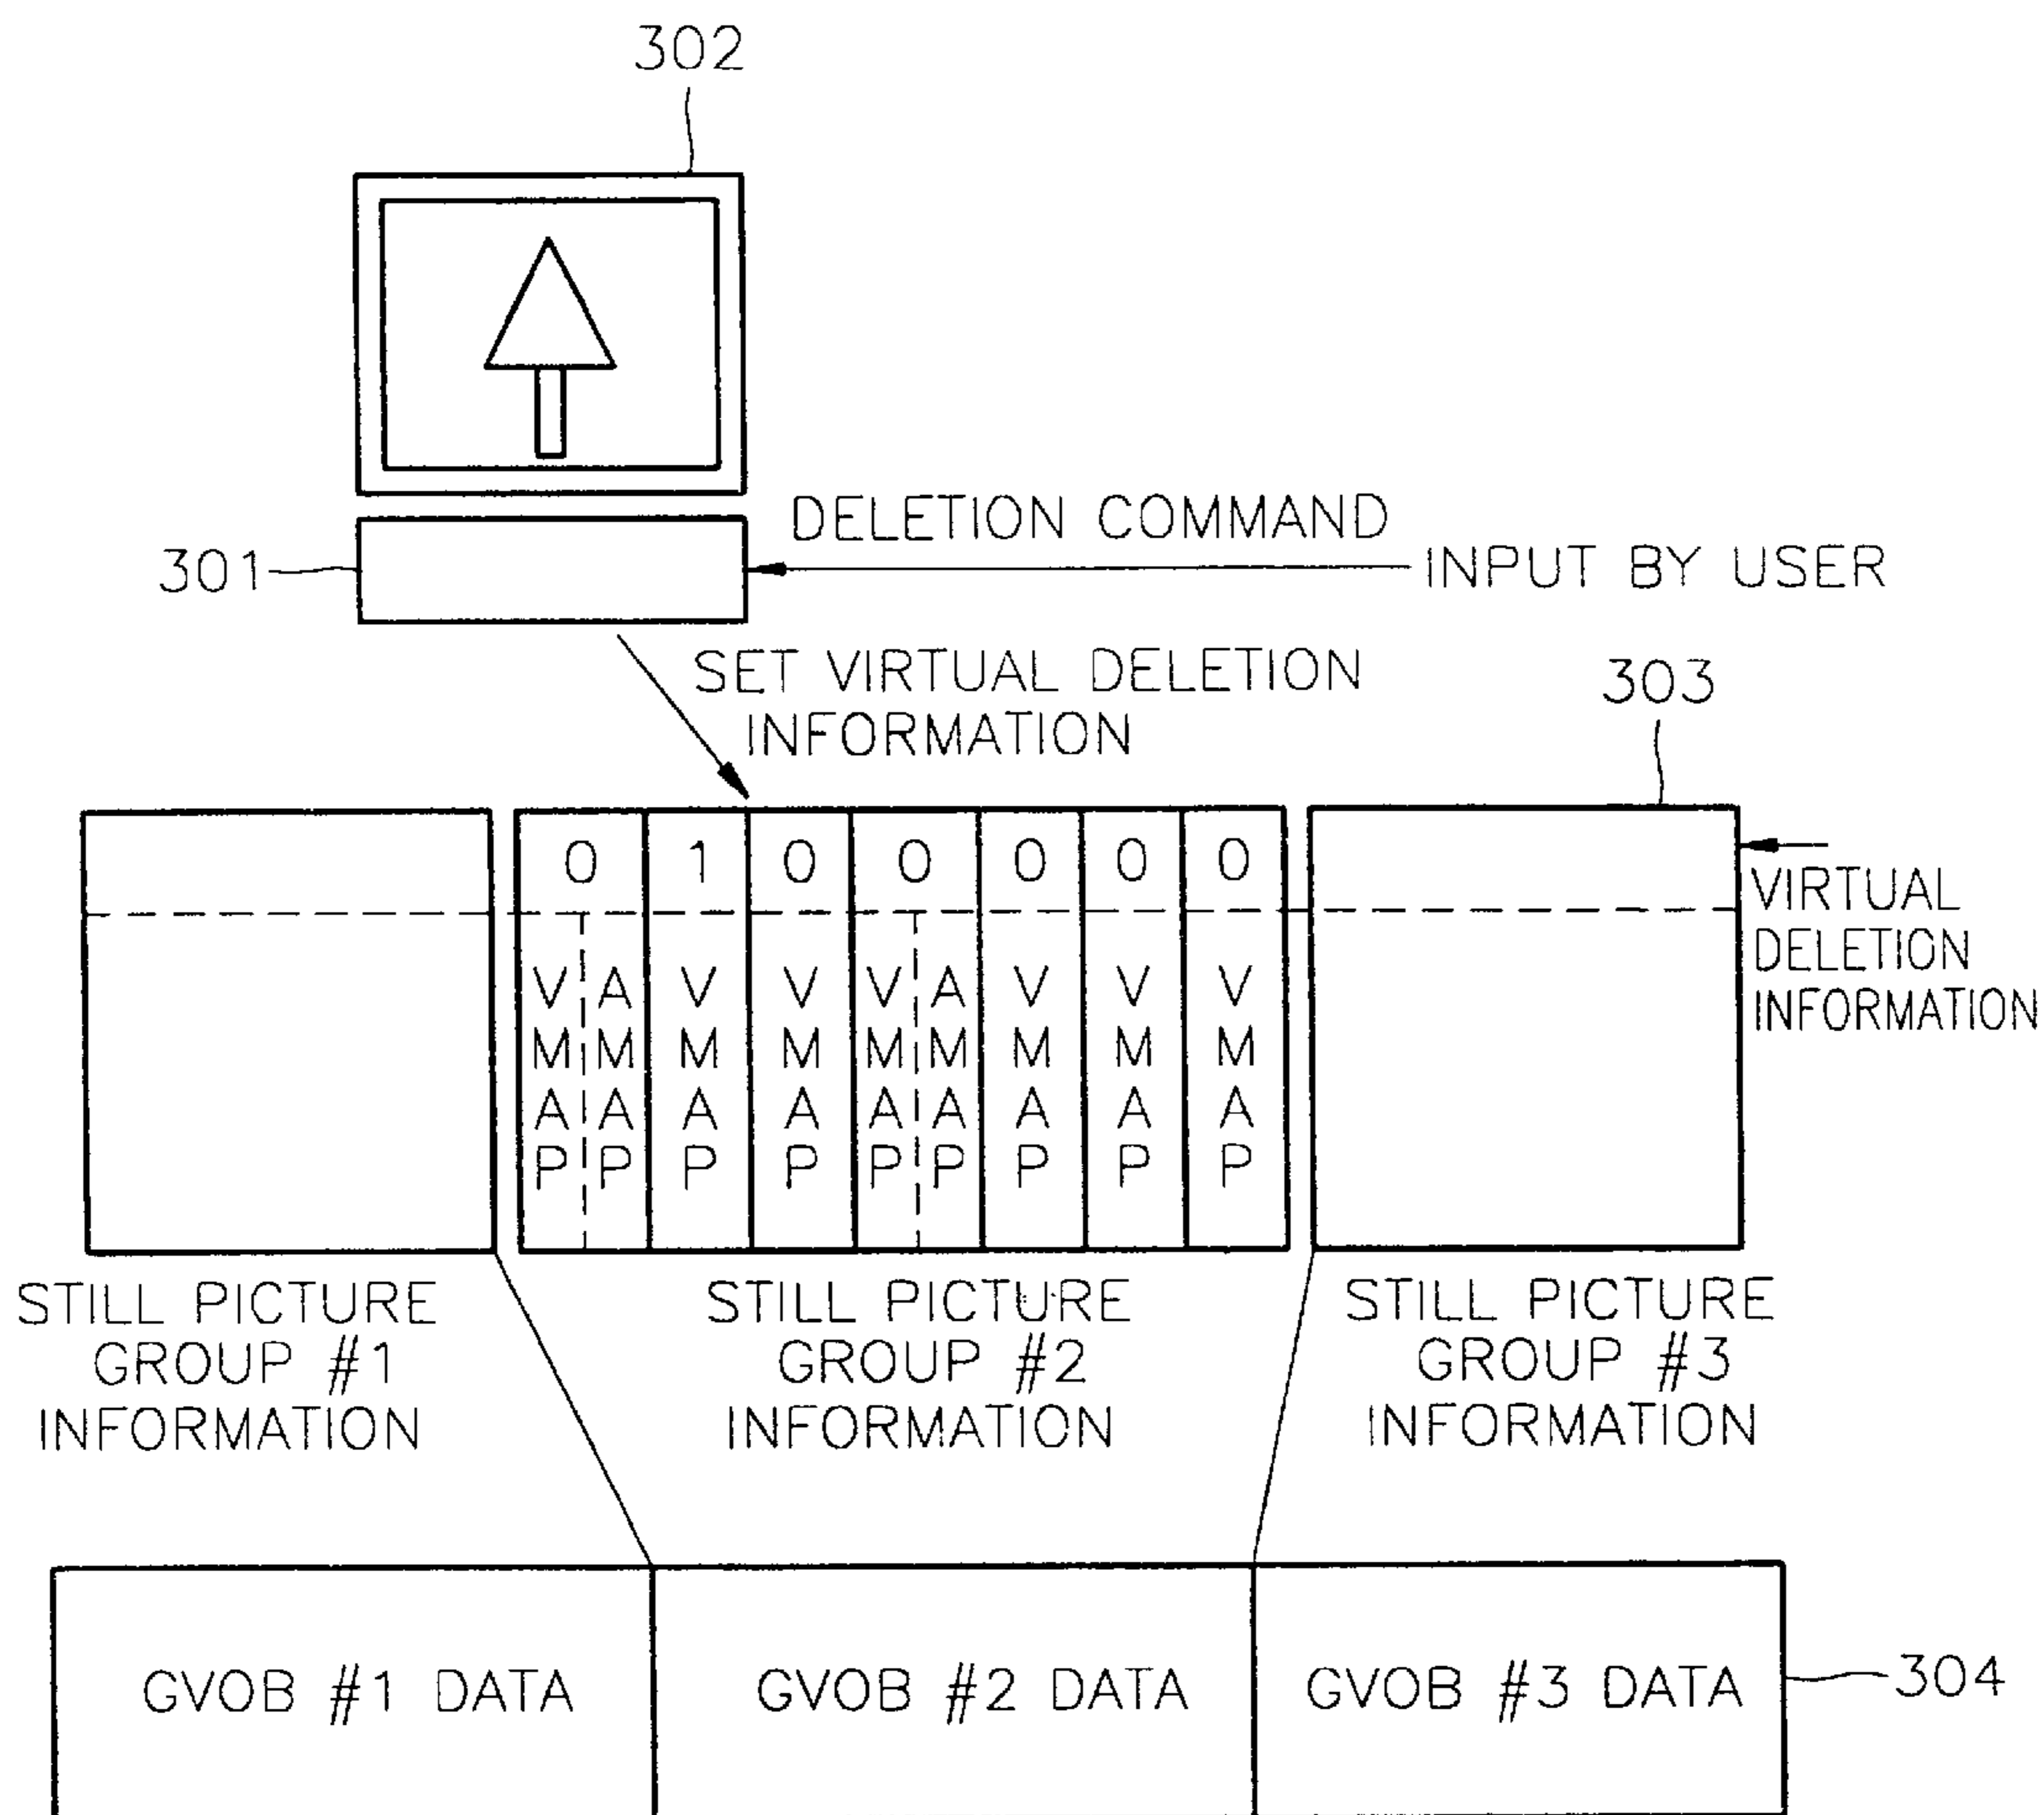 302
DELETION COMMAND
301
INPUT BY USER
SET VIRTUAL DELETION
INFORMATION
303
0 1 0 0 0 0 0
VIRTUAL
DELETION
INFORMATION
V A V V V A V V V
M M M M M M M M M
A A A A A A A A A
P P P P P P P P P
STILL PICTURE
GROUP #1
INFORMATION
STILL PICTURE
GROUP #2
INFORMATION
STILL PICTURE
GROUP #3
INFORMATION
GVOB #1 DATA
GVOB #2 DATA
GVOB #3 DATA
304